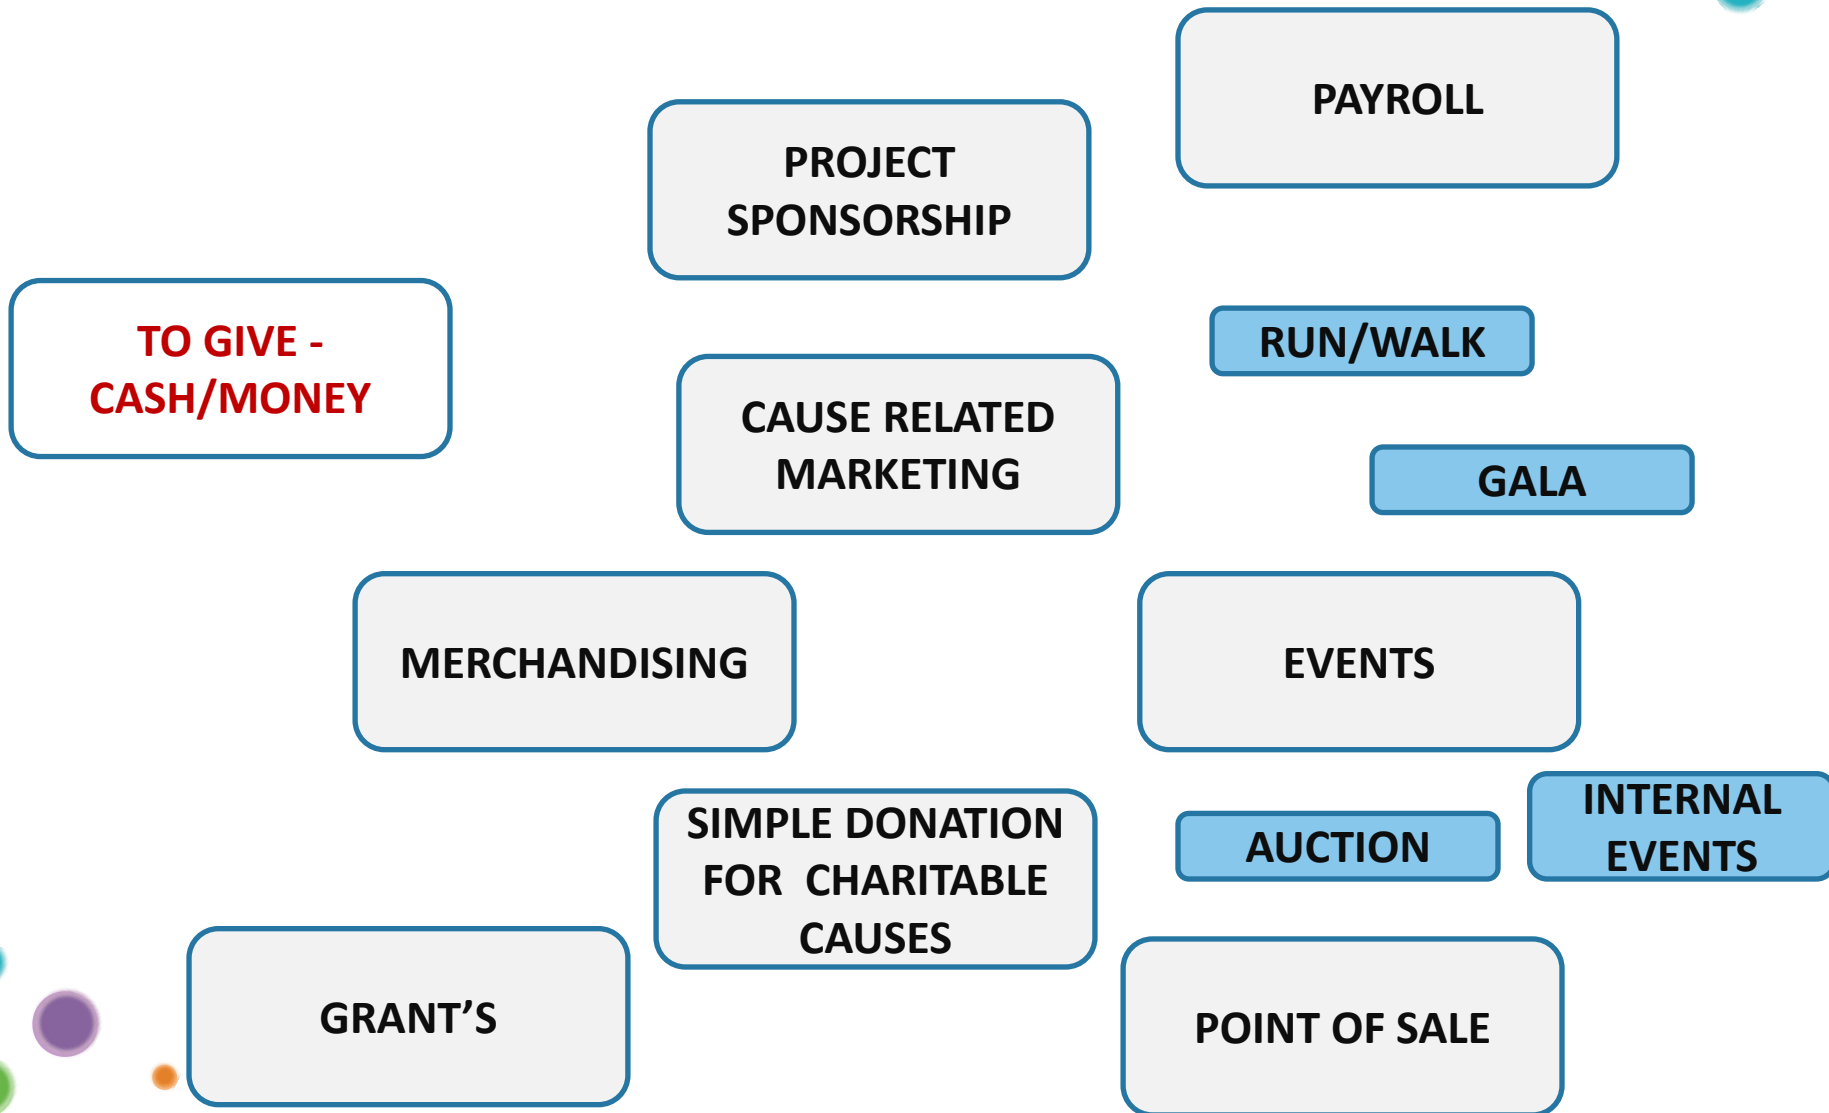 PAYROLL
PROJECT
SPONSORSHIP
TO GIVE -
CASH/MONEY
RUN/WALK
CAUSE RELATED
MARKETING
GALA
MERCHANDISING
EVENTS
SIMPLE DONATION
FOR  CHARITABLE
CAUSES
AUCTION
INTERNAL
EVENTS
GRANT’S
POINT OF SALE